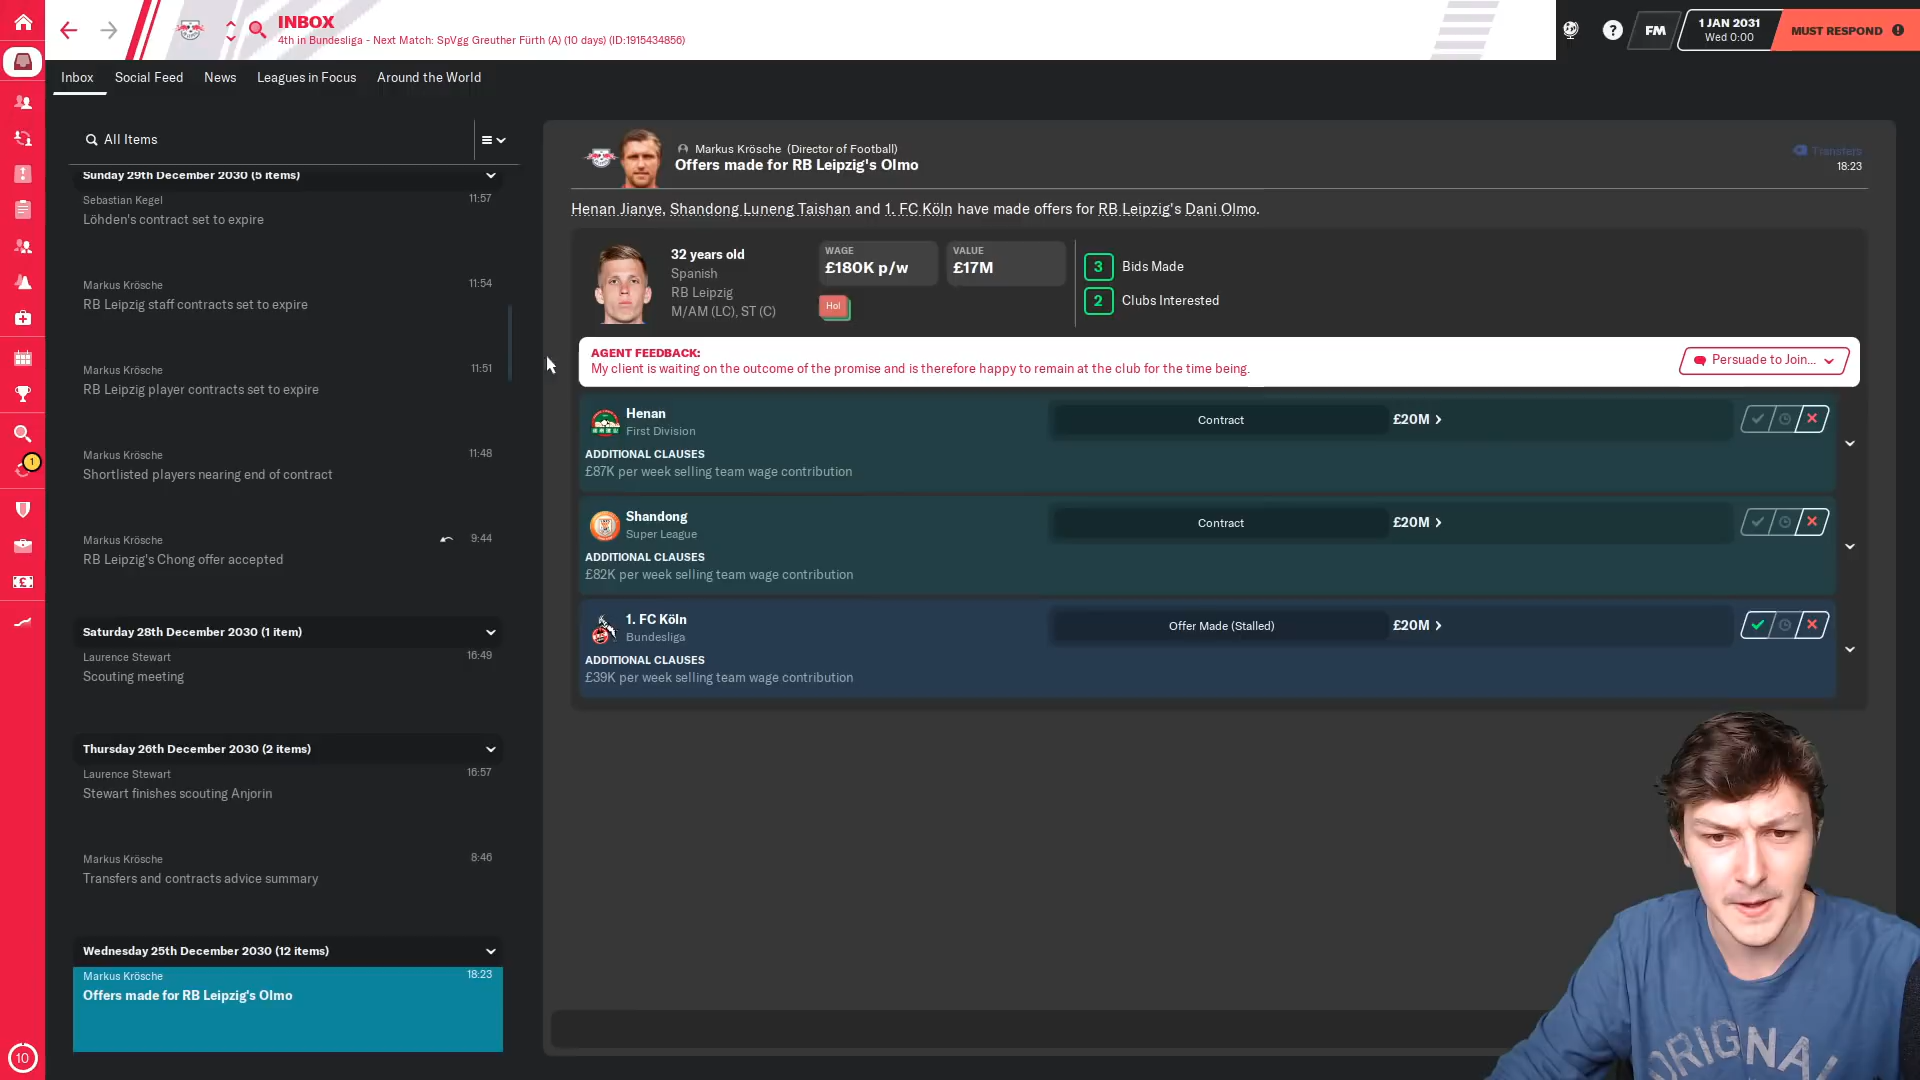 INBOX
4th in Bundesliga - Next Match: SpVgg Greuther Fürth (A) (10 days) (ID:1915434856)
?
FM
1 JAN 2031
Wed 0:00
MUST RESPOND
Inbox
Social Feed
News
Leagues in Focus
Around the World
All Items
Sunday 29th December 2030 (5 items)
Sebastian Kegel
11:57
Löhden's contract set to expire
Markus Krösche
11:54
RB Leipzig staff contracts set to expire
Markus Krösche
11:51
RB Leipzig player contracts set to expire
Markus Krösche
11:48
Shortlisted players nearing end of contract
1
Markus Krösche
9:44
RB Leipzig's Chong offer accepted
Saturday 28th December 2030 (1 item)
Laurence Stewart
16:49
Scouting meeting
Thursday 26th December 2030 (2 items)
Laurence Stewart
16:57
Stewart finishes scouting Anjorin
Markus Krösche
8:46
Transfers and contracts advice summary
Wednesday 25th December 2030 (12 items)
Markus Krösche
18:23
Offers made for RB Leipzig's Olmo
10
Markus Krösche (Director of Football)
Offers made for RB Leipzig's Olmo
Transfers
18:23
Henan Jianye, Shandong Luneng Taishan and 1. FC Köln have made offers for RB Leipzig's Dani Olmo.
32 years old
Spanish
RB Leipzig
M/AM (LC), ST (C)
WAGE
£180K p/w
VALUE
£17M
Hol
3 Bids Made
2 Clubs Interested
AGENT FEEDBACK:
My client is waiting on the outcome of the promise and is therefore happy to remain at the club for the time being.
Persuade to Join...
Henan
First Division
Contract
£20M
ADDITIONAL CLAUSES
£87K per week selling team wage contribution
Shandong
Super League
Contract
£20M
ADDITIONAL CLAUSES
£82K per week selling team wage contribution
1. FC Köln
Bundesliga
Offer Made (Stalled)
£20M
ADDITIONAL CLAUSES
£39K per week selling team wage contribution
ORIGNAL